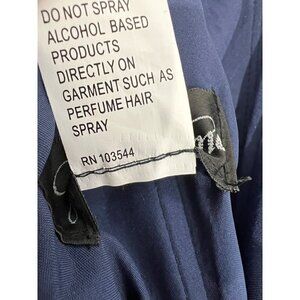 DO NOT SPRAY
ALCOHOL BASED
PRODUCTS
DIRECTLY ON
GARMENT SUCH AS
PERFUME HAIR
SPRAY
RN 103544